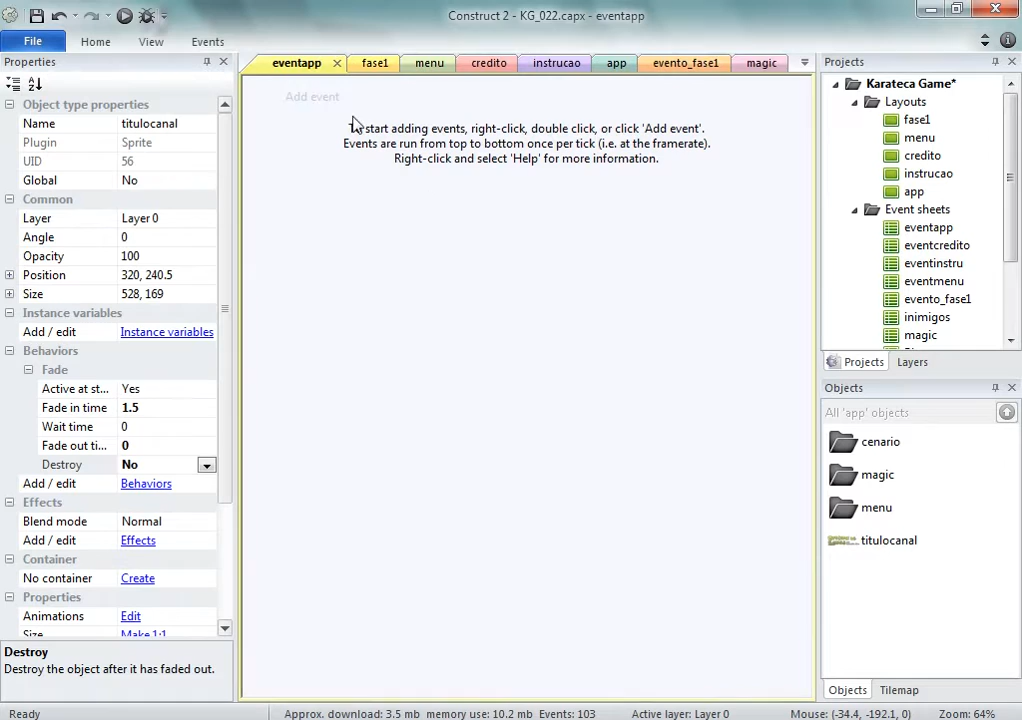 Construct 2 - KG_022.capx - eventapp
File
Home
View
Events
Properties
Object type properties
Name titulocanal
Plugin Sprite
UID 56
Global No
Common
Layer Layer 0
Angle 0
Opacity 100
Position 320, 240.5
Size 528, 169
Instance variables
Add / edit Instance variables
Behaviors
Fade
Active at st... Yes
Fade in time 1.5
Wait time 0
Fade out ti... 0
Destroy No
Add / edit Behaviors
Effects
Blend mode Normal
Add / edit Effects
Container
No container Create
Properties
Animations Edit
Size Make 1:1
Destroy
Destroy the object after it has faded out.
eventapp
fase1
menu
credito
instrucao
app
evento_fase1
magic
Add event
start adding events, right-click, double click, or click 'Add event'.
Events are run from top to bottom once per tick (i.e. at the framerate).
Right-click and select 'Help' for more information.
Projects
Karateca Game*
Layouts
fase1
menu
credito
instrucao
app
Event sheets
eventapp
eventcredito
eventinstru
eventmenu
evento_fase1
inimigos
magic
Projects
Layers
Objects
All 'app' objects
cenario
magic
menu
titulocanal
Objects
Tilemap
Ready
Approx. download: 3.5 mb memory use: 10.2 mb Events: 103
Active layer: Layer 0
Mouse: (-34.4, -192.1, 0)
Zoom: 64%